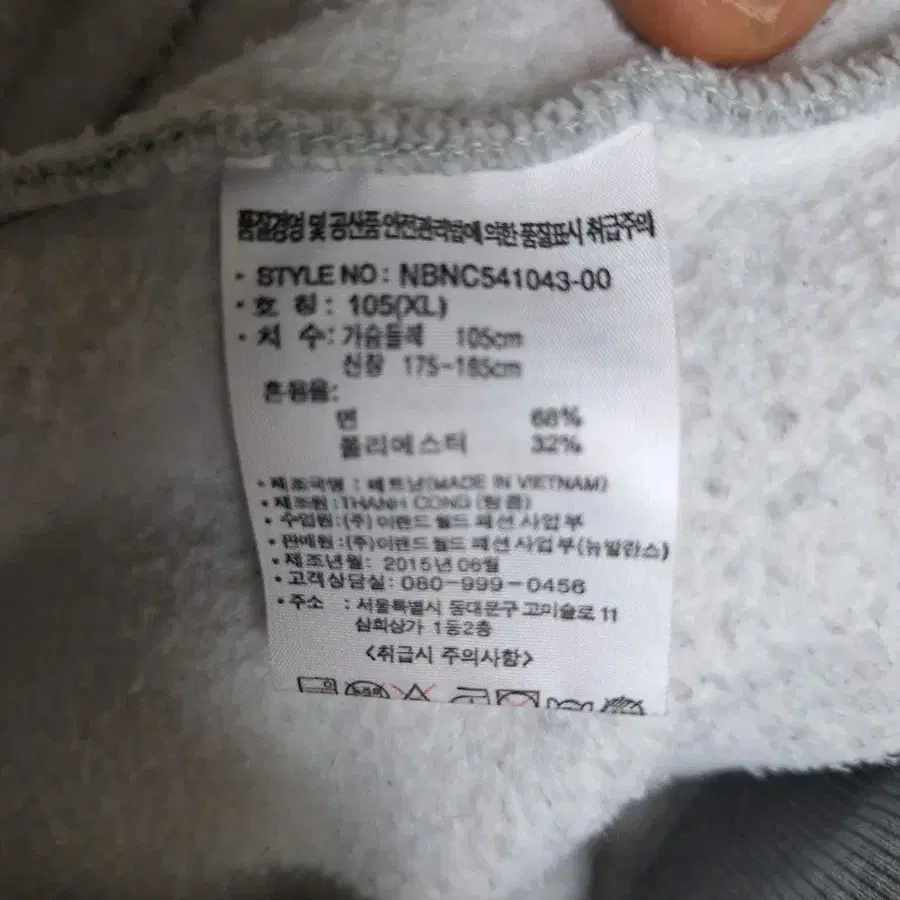 품질경영 및 공산품 안전관리법에 의한 품질표시 취급주의
· STYLE NO : NBNC541043-00
· 호 칭 : 105(XL)
· 치 수 : 가슴둘레 105cm
신장 175-185cm
혼용율:
면 68%
폴리에스터 32%
• 제조국명 : 베트남(MADE IN VIETNAM)
• 제조원 : THANH CONG
• 수입원 : (주)이랜드 월드 패션 사업부
• 판매원 : (주)이랜드 월드 패션 사업부(뉴발란스)
• 제조년월 : 2015년 06월
• 고객상담실 : 080-999-0456
• 주소 : 서울특별시 동대문구 고미술로 11
삼희상가 1동2층
<취급시 주의사항>